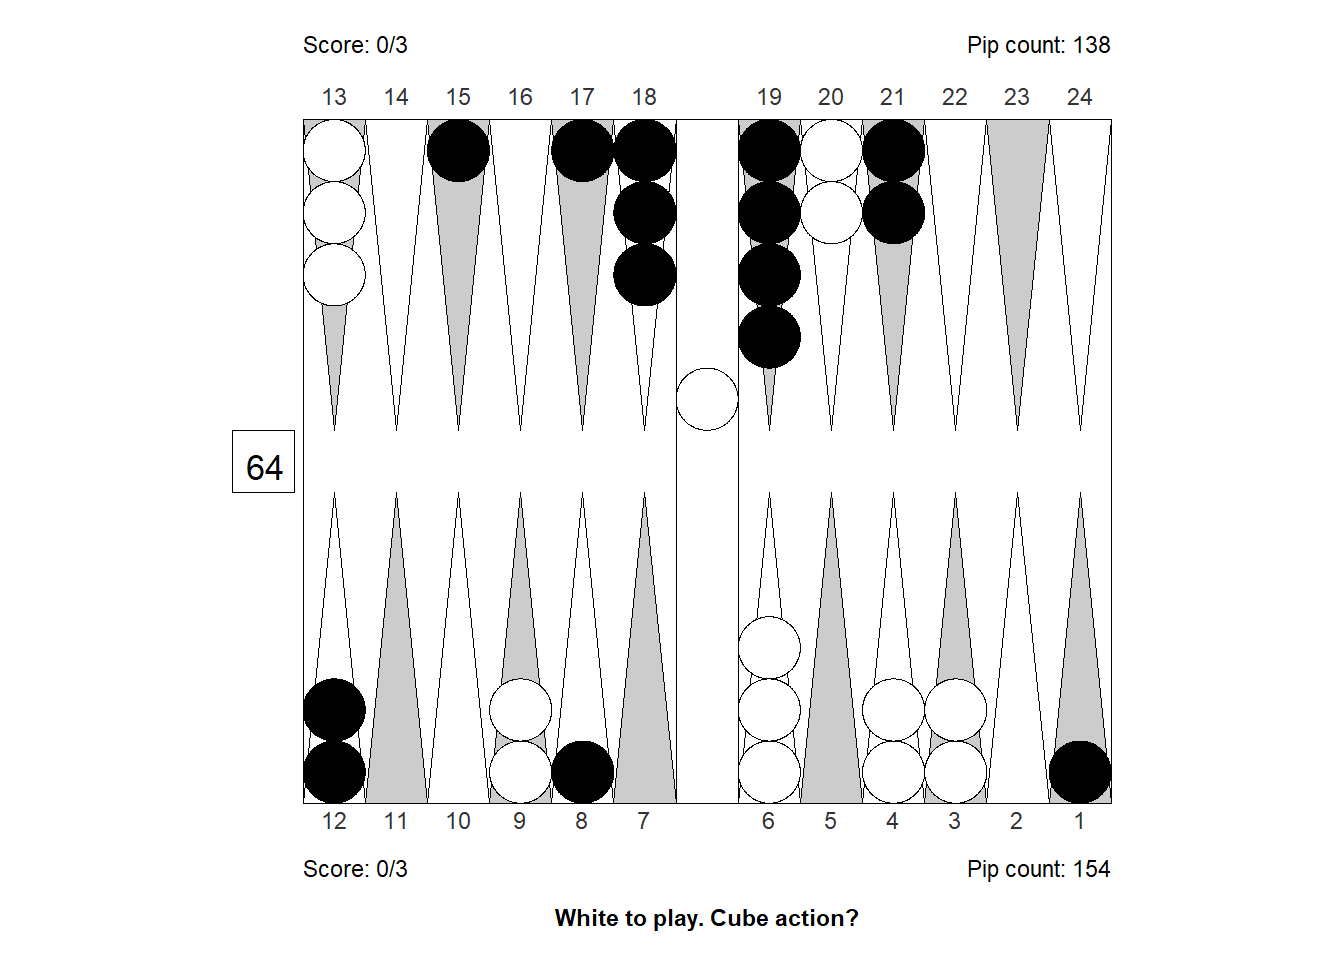 Score: 0/3 Pip count: 138
13 14 15 16 17 18 19 20 21 22 23 24
64
12 11 10 9 8 7 6 5 4 3 2 1
Score: 0/3 Pip count: 154
White to play. Cube action?